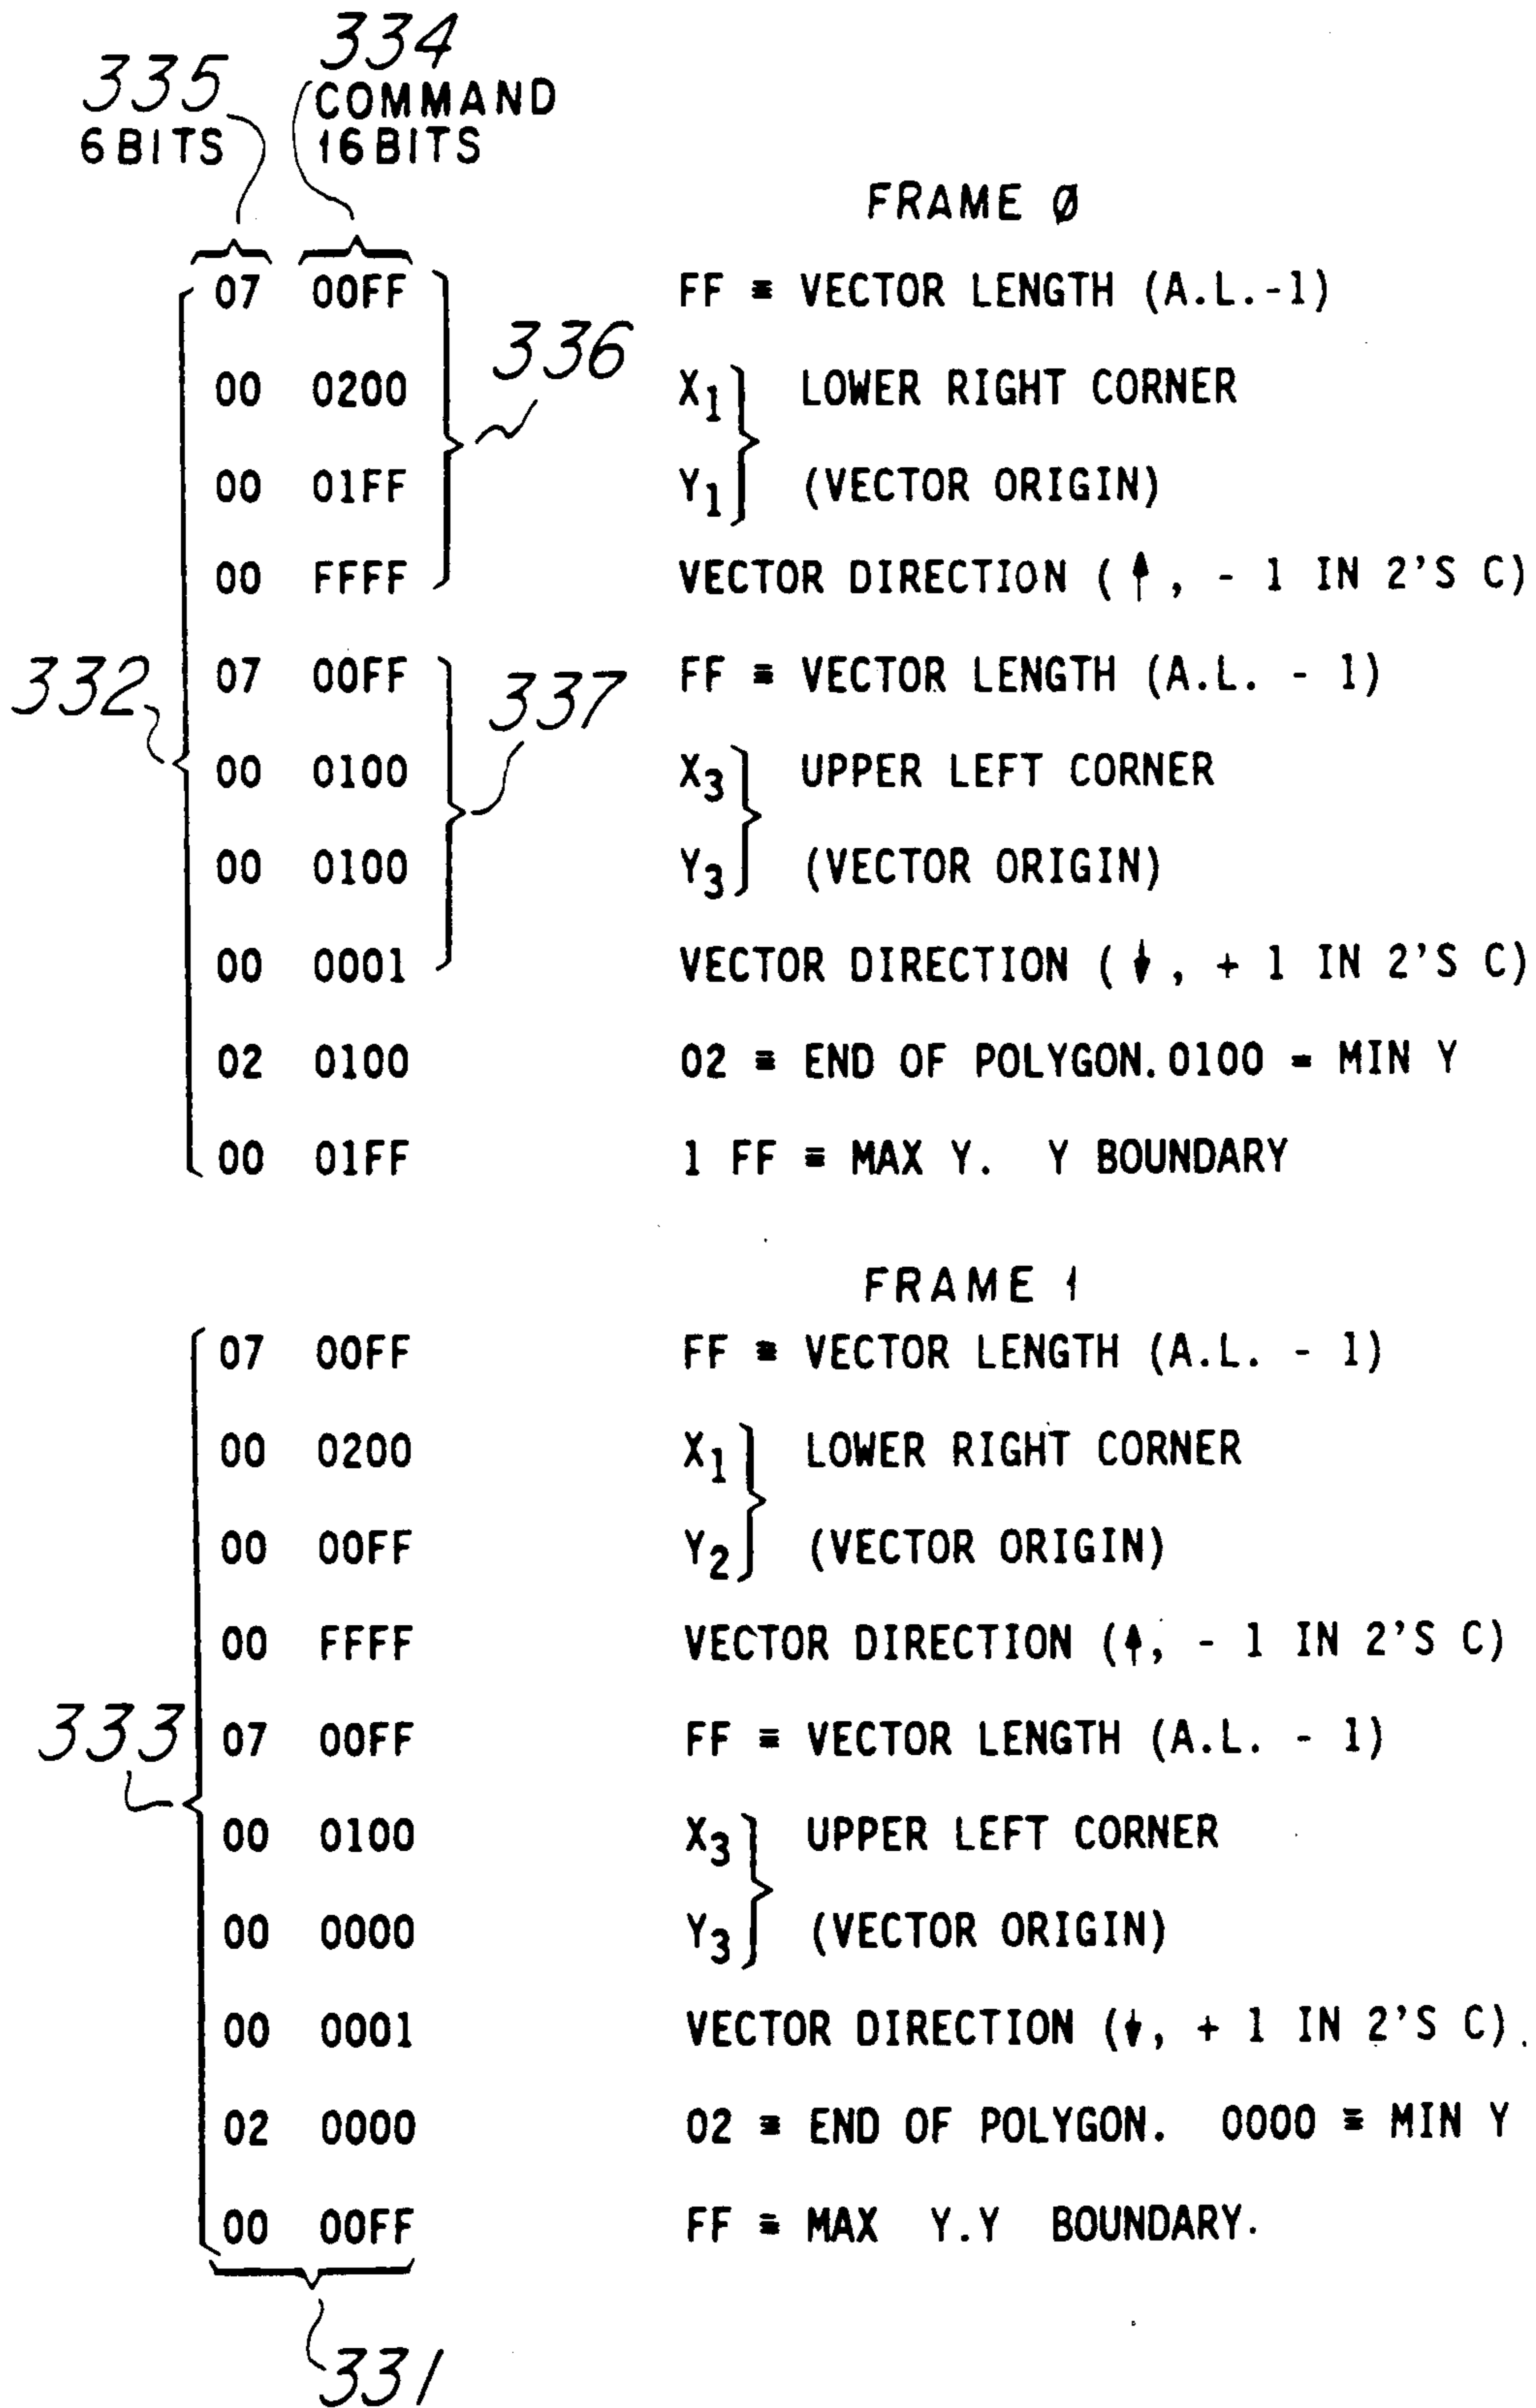 334
335 COMMAND
6 BITS 16 BITS
FRAME Ø
07 00FF FF ≡ VECTOR LENGTH (A.L.-1)
336
00 0200 X1 LOWER RIGHT CORNER
00 01FF Y1 (VECTOR ORIGIN)
00 FFFF VECTOR DIRECTION (↑, - 1 IN 2'S C)
332 07 00FF 337 FF ≡ VECTOR LENGTH (A.L. - 1)
00 0100 X3 UPPER LEFT CORNER
00 0100 Y3 (VECTOR ORIGIN)
00 0001 VECTOR DIRECTION (↓, + 1 IN 2'S C)
02 0100 02 ≡ END OF POLYGON. 0100 = MIN Y
00 01FF 1 FF ≡ MAX Y. Y BOUNDARY
FRAME 1
07 00FF FF ≡ VECTOR LENGTH (A.L. - 1)
00 0200 X1 LOWER RIGHT CORNER
00 00FF Y2 (VECTOR ORIGIN)
00 FFFF VECTOR DIRECTION (↑, - 1 IN 2'S C)
333 07 00FF FF ≡ VECTOR LENGTH (A.L. - 1)
00 0100 X3 UPPER LEFT CORNER
00 0000 Y3 (VECTOR ORIGIN)
00 0001 VECTOR DIRECTION (↓, + 1 IN 2'S C).
02 0000 02 ≡ END OF POLYGON. 0000 ≡ MIN Y
00 00FF FF ≡ MAX Y.Y BOUNDARY.
331